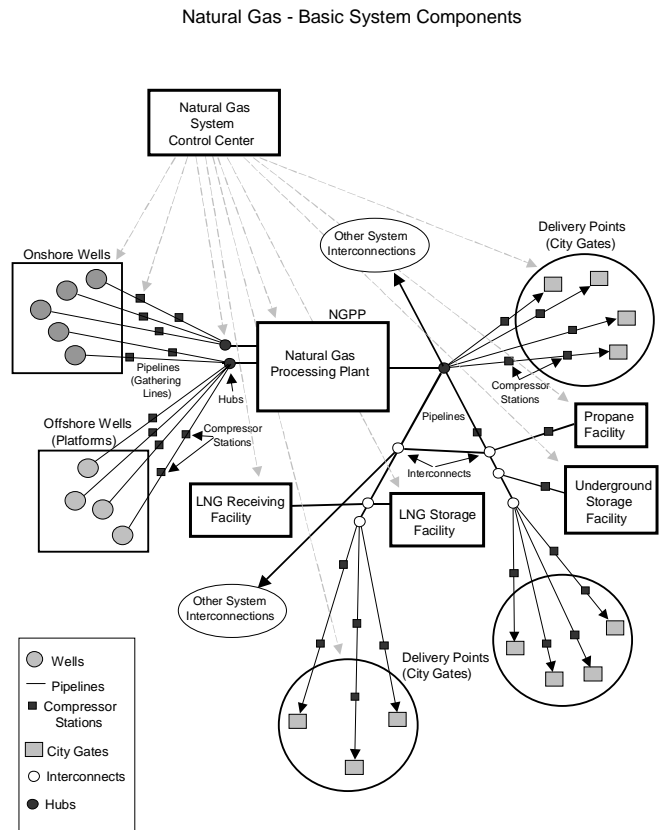 Natural Gas - Basic System Components
Natural Gas
System
Control Center
Other System
Interconnections
Delivery Points
(City Gates)
Onshore Wells
NGPP
Natural Gas
Processing Plant
Pipelines
(Gathering
Lines)
Hubs
Compressor
Stations
Pipelines
Propane
Facility
Offshore Wells
(Platforms)
Compressor
Stations
Interconnects
Underground
Storage
Facility
LNG Receiving
Facility
LNG Storage
Facility
Other System
Interconnections
Delivery Points
(City Gates)
Wells
Pipelines
Compressor
Stations
City Gates
Interconnects
Hubs